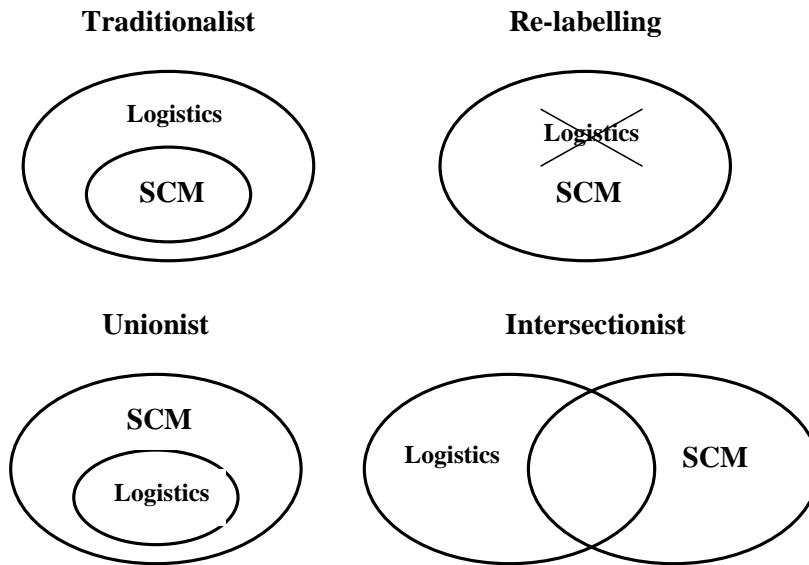 Traditionalist
Logistics
SCM
Re-labelling
Logistics
SCM
Unionist
SCM
Logistics
Intersectionist
Logistics
SCM